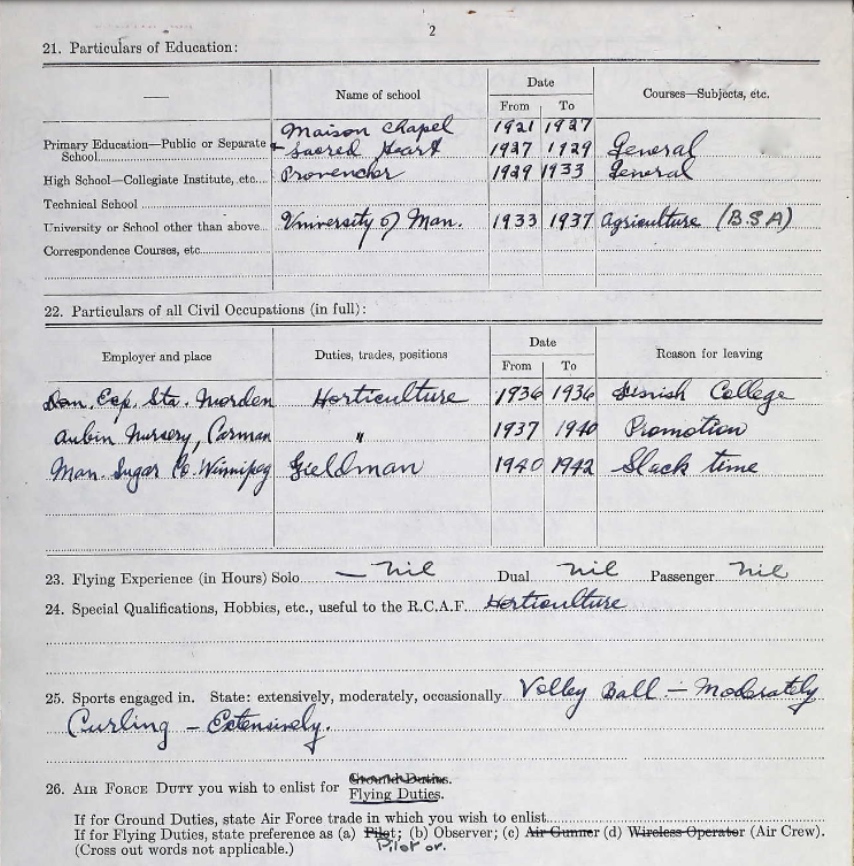 2
21. Particulars of Education:
Name of school Date Courses—Subjects, etc.
From To
Maison Chapel 1921 1927
Primary Education—Public or Separate School + Sacred Heart 1927 1929 General
High School—Collegiate Institute, etc. Provencher 1929 1933 General
Technical School
University or School other than above University of Man. 1933 1937 Agriculture (BSA)
Correspondence Courses, etc.
22. Particulars of all Civil Occupations (in full):
Employer and place Duties, trades, positions Date Reason for leaving
From To
Dom. Exp. Sta. Morden Horticulture 1936 1936 Finish College
Aubin Nursery, Carman " 1937 1940 Promotion
Man. Sugar Co. Winnipeg Fieldman 1940 1942 Slack time
23. Flying Experience (in Hours) Solo — nil Dual nil Passenger nil
24. Special Qualifications, Hobbies, etc., useful to the R.C.A.F. Horticulture
25. Sports engaged in. State: extensively, moderately, occasionally Volley Ball — Moderately
Curling — Extensively.
26. AIR FORCE DUTY you wish to enlist for Ground Duties.
Flying Duties.
If for Ground Duties, state Air Force trade in which you wish to enlist
If for Flying Duties, state preference as (a) Pilot; (b) Observer; (c) Air Gunner (d) Wireless Operator (Air Crew).
(Cross out words not applicable.) Pilot or.